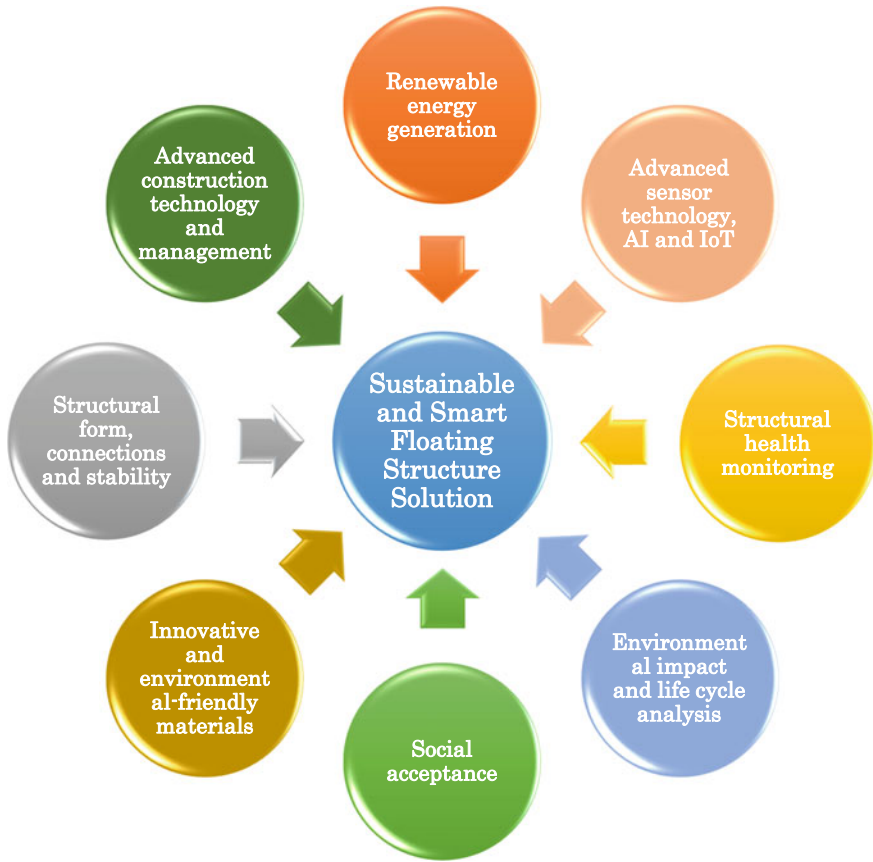 Renewable
energy
generation
Advanced
sensor
technology,
AI and IoT
Structural
health
monitoring
Environment
al impact
and life cycle
analysis
Social
acceptance
Innovative
and
environment
al-friendly
materials
Structural
form,
connections
and stability
Advanced
construction
technology
and
management
Sustainable
and Smart
Floating
Structure
Solution